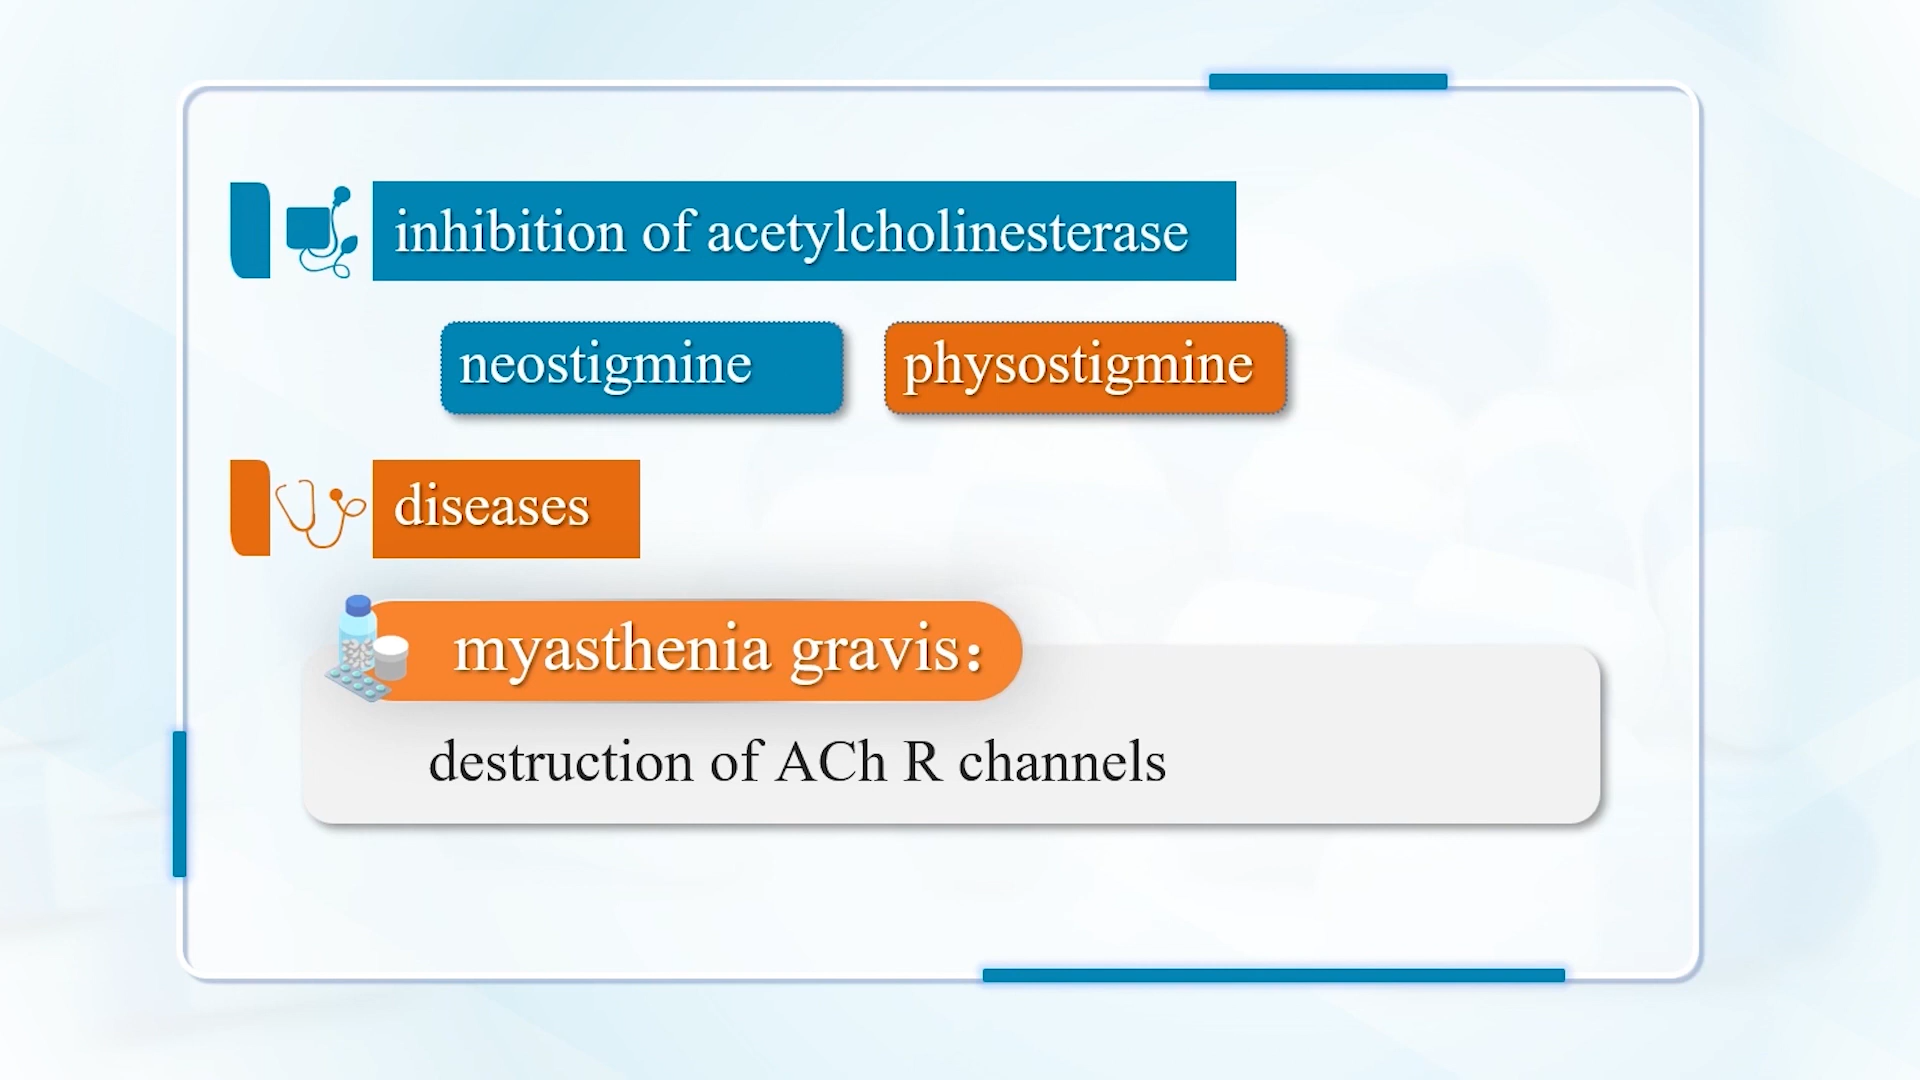 inhibition of acetylcholinesterase
neostigmine
physostigmine
diseases
myasthenia gravis：
destruction of ACh R channels